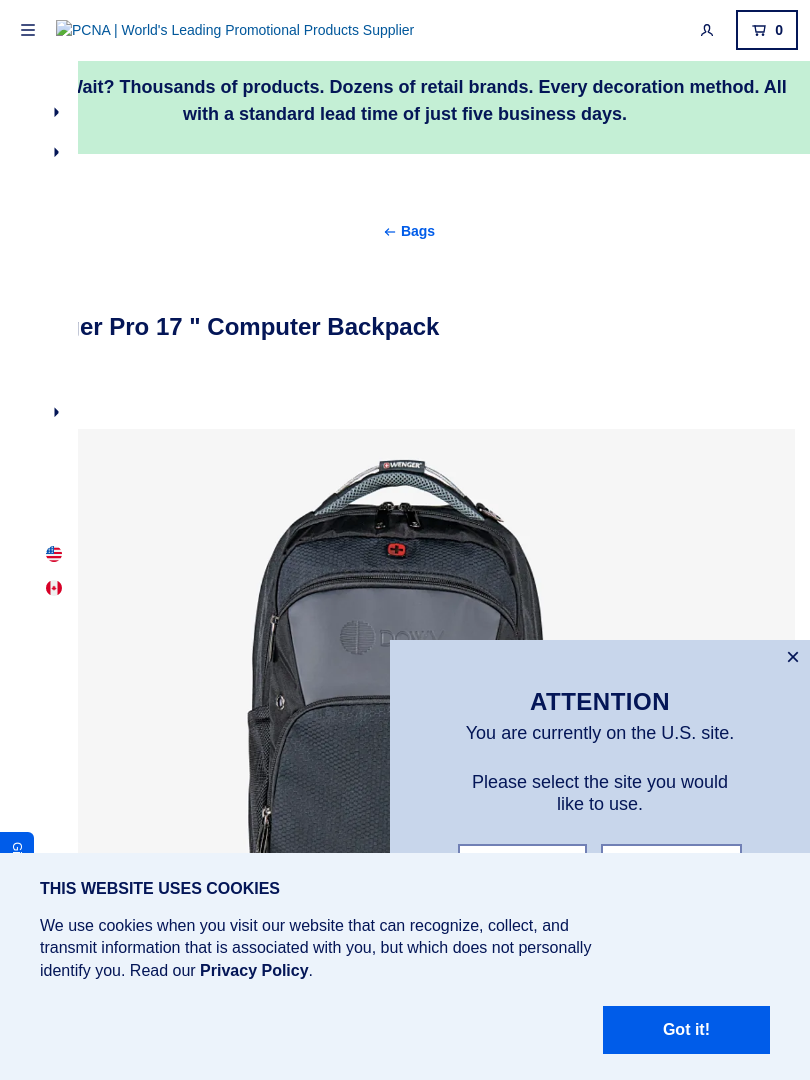 PCNA | World's Leading Promotional Products Supplier
0
Thousands of products. Dozens of retail brands. Every decoration method. All
with a standard lead time of just five business days.
Bags
Pro 17 " Computer Backpack
WENGER
ATTENTION
You are currently on the U.S. site.
Please select the site you would
like to use.
THIS WEBSITE USES COOKIES
We use cookies when you visit our website that can recognize, collect, and
transmit information that is associated with you, but which does not personally
identify you. Read our Privacy Policy.
Got it!